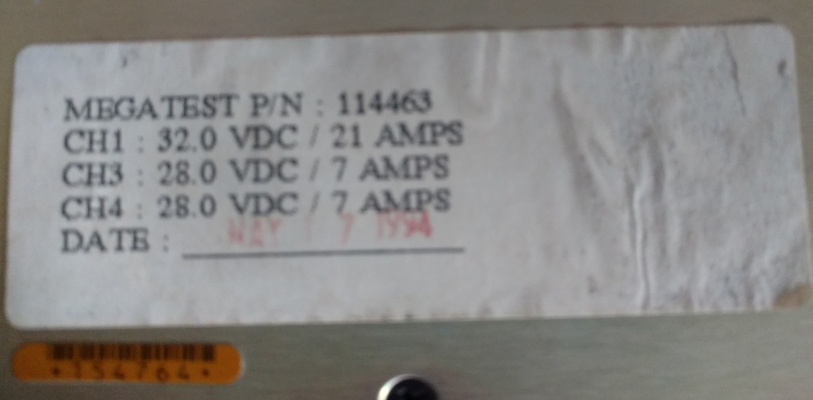 MEGATEST P/N : 114463
CH1 : 32.0 VDC / 21 AMPS
CH3 : 28.0 VDC / 7 AMPS
CH4 : 28.0 VDC / 7 AMPS
DATE : MAY 17 1994
*154764*